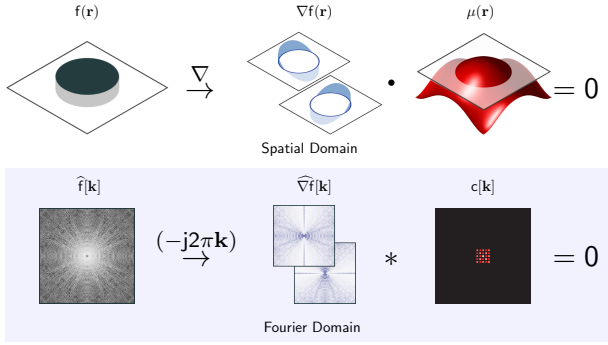 f(r) ∇f(r) μ(r)
∇
→ • = 0
Spatial Domain
f̂[k] ∇̂f[k] c[k]
(−j2πk)
→ ∗ = 0
Fourier Domain